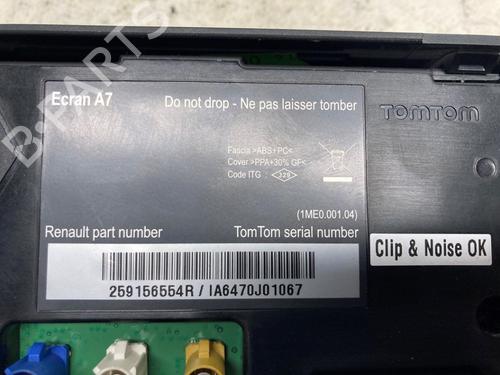 Ecran A7
Do not drop - Ne pas laisser tomber
TOMTOM
Fascia >ABS+PC<
Cover >PPA+30% GF<
Code ITG 329
(1ME0.001.04)
Renault part number
TomTom serial number
Clip & Noise OK
259156554R / IA6470J01067
B-PARTS